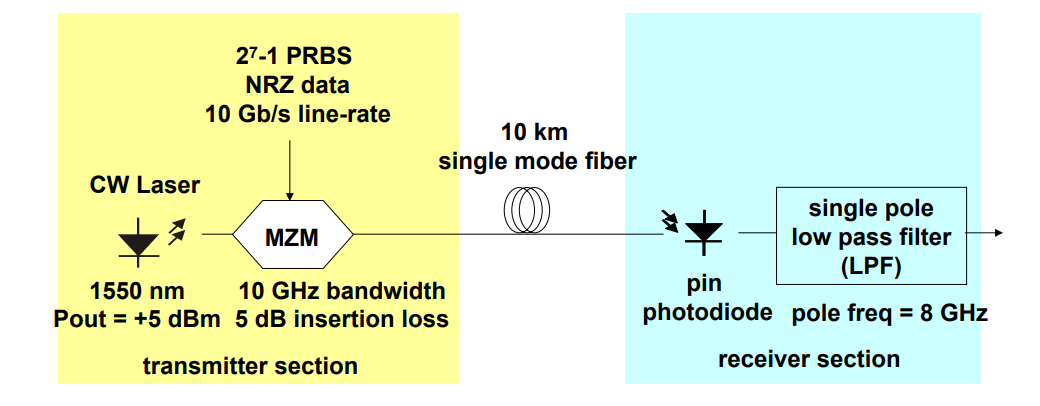 2⁷-1 PRBS
NRZ data
10 Gb/s line-rate
CW Laser
MZM
1550 nm
Pout = +5 dBm
10 GHz bandwidth
5 dB insertion loss
transmitter section
10 km
single mode fiber
single pole
low pass filter
(LPF)
pin
photodiode
pole freq = 8 GHz
receiver section